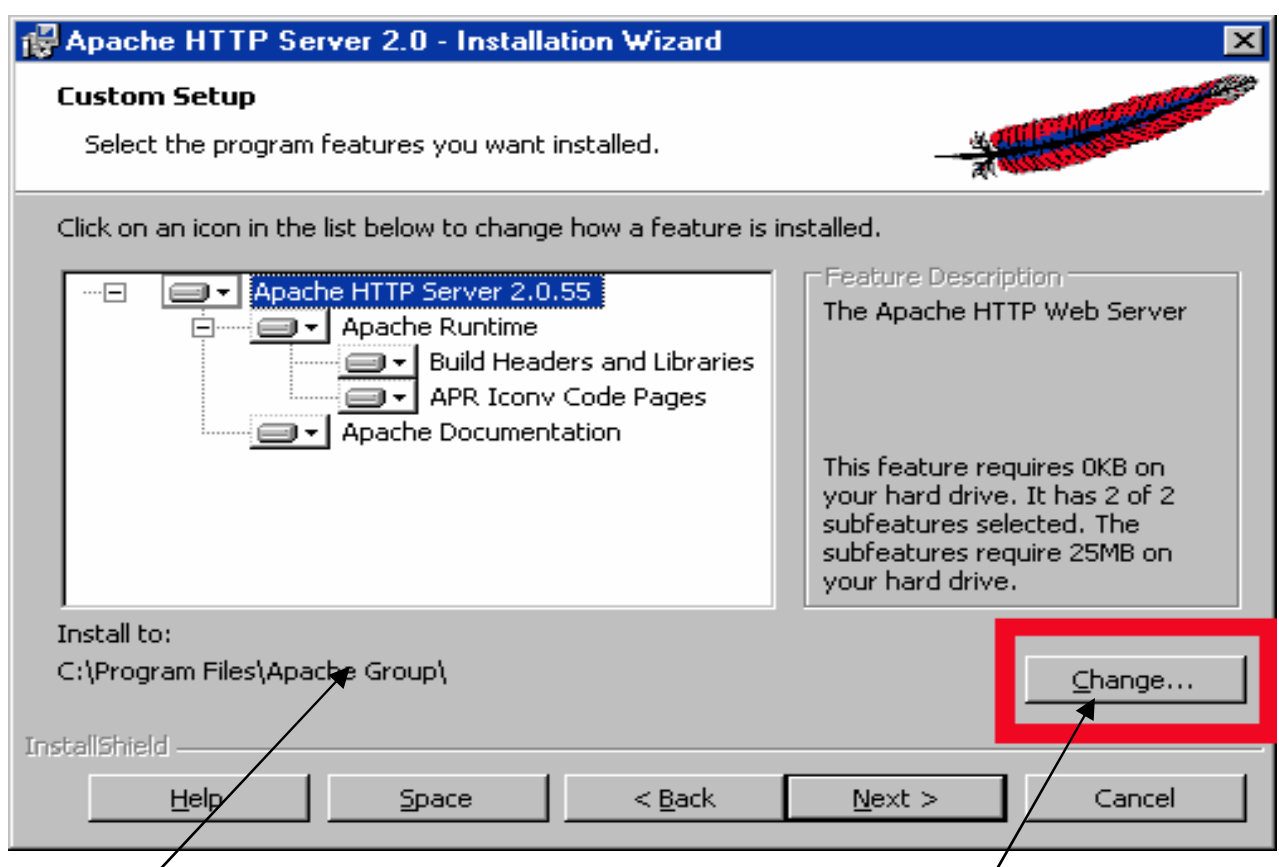 Apache HTTP Server 2.0 - Installation Wizard
Custom Setup
Select the program features you want installed.
Click on an icon in the list below to change how a feature is installed.
Apache HTTP Server 2.0.55
Apache Runtime
Build Headers and Libraries
APR Iconv Code Pages
Apache Documentation
Feature Description
The Apache HTTP Web Server
This feature requires 0KB on
your hard drive. It has 2 of 2
subfeatures selected. The
subfeatures require 25MB on
your hard drive.
Install to:
C:\Program Files\Apache Group\
Change...
InstallShield
Help
Space
< Back
Next >
Cancel